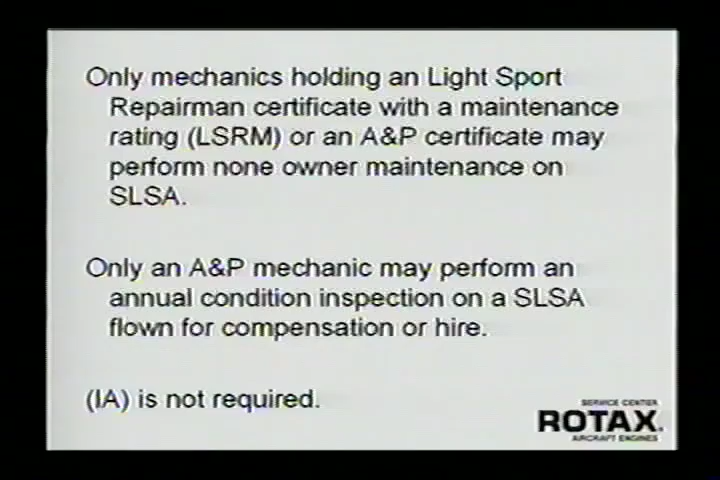 Only mechanics holding an Light Sport
Repairman certificate with a maintenance
rating (LSRM) or an A&P certificate may
perform none owner maintenance on
SLSA.
Only an A&P mechanic may perform an
annual condition inspection on a SLSA
flown for compensation or hire.
(IA) is not required.
SERVICE CENTER
ROTAX.
AIRCRAFT ENGINES